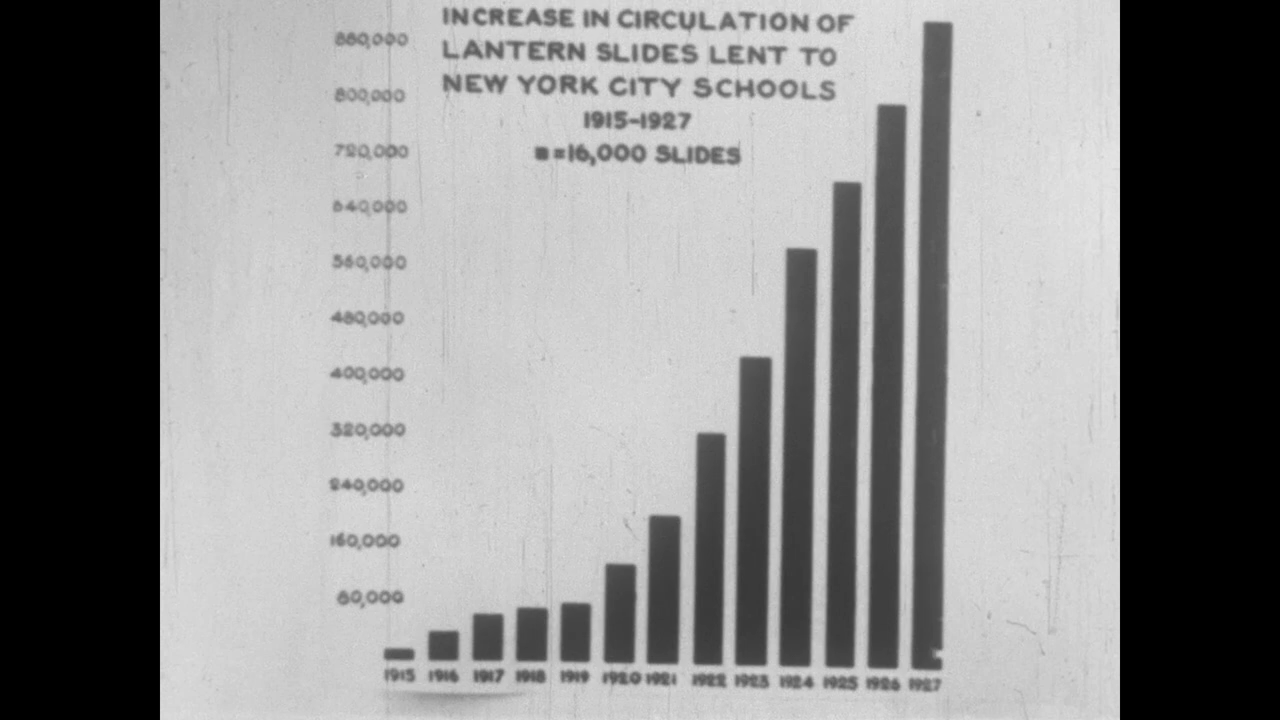 INCREASE IN CIRCULATION OF
LANTERN SLIDES LENT TO
NEW YORK CITY SCHOOLS
1915-1927
■=16,000 SLIDES
880,000
800,000
720,000
640,000
560,000
480,000
400,000
320,000
240,000
160,000
80,000
1915 1916 1917 1918 1919 1920 1921 1922 1923 1924 1925 1926 1927